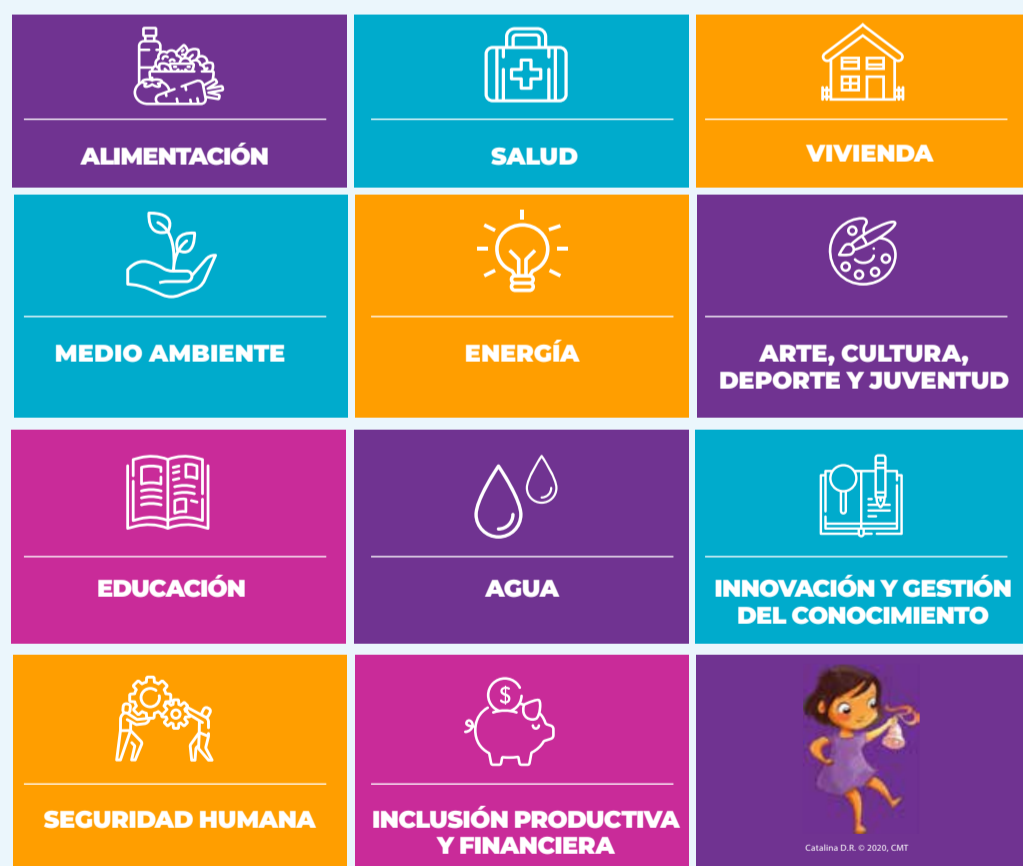 ALIMENTACIÓN
SALUD
VIVIENDA
MEDIO AMBIENTE
ENERGÍA
ARTE, CULTURA,
DEPORTE Y JUVENTUD
EDUCACIÓN
AGUA
INNOVACIÓN Y GESTIÓN
DEL CONOCIMIENTO
$
SEGURIDAD HUMANA
INCLUSIÓN PRODUCTIVA
Y FINANCIERA
Catalina D.R. © 2020, CMT